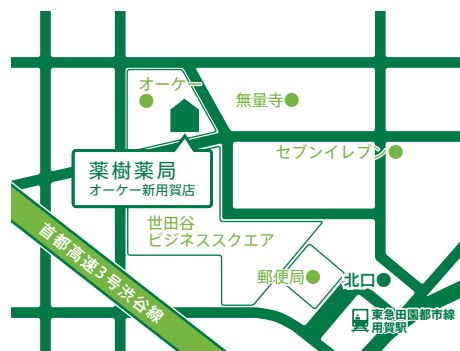 オーケー
無量寺
セブンイレブン
薬樹薬局
オーケー新用賀店
世田谷
ビジネススクエア
首都高速3号渋谷線
郵便局
北口
東急田園都市線
用賀駅